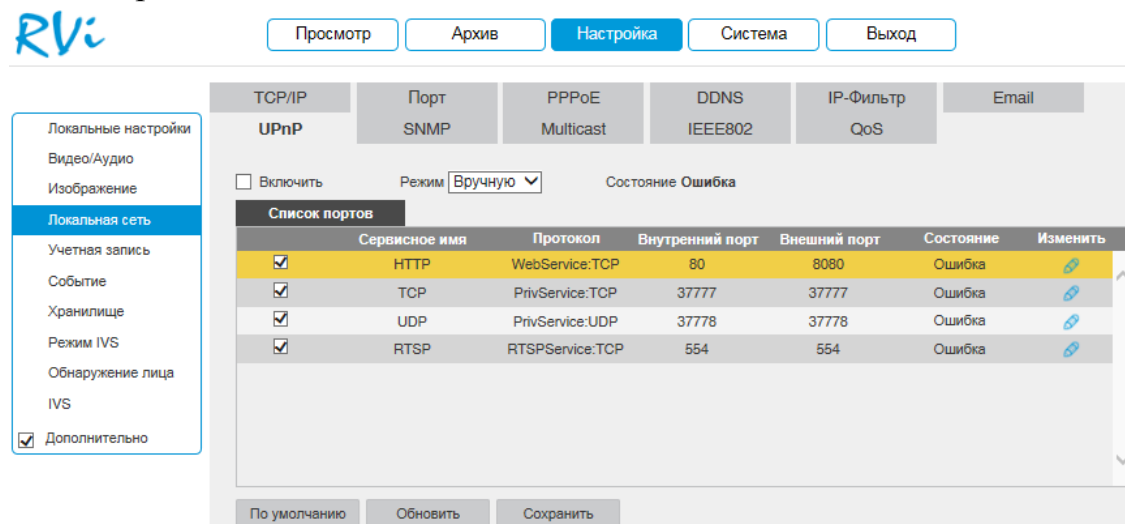 RVi
Просмотр Архив Настройка Система Выход
TCP/IP Порт PPPoE DDNS IP-Фильтр Email
UPnP SNMP Multicast IEEE802 QoS
Локальные настройки
Видео/Аудио
Изображение
Локальная сеть
Учетная запись
Событие
Хранилище
Режим IVS
Обнаружение лица
IVS
Дополнительно
Включить Режим Вручную Состояние Ошибка
Список портов
Сервисное имя Протокол Внутренний порт Внешний порт Состояние Изменить
HTTP WebService:TCP 80 8080 Ошибка
TCP PrivService:TCP 37777 37777 Ошибка
UDP PrivService:UDP 37778 37778 Ошибка
RTSP RTSPService:TCP 554 554 Ошибка
По умолчанию Обновить Сохранить